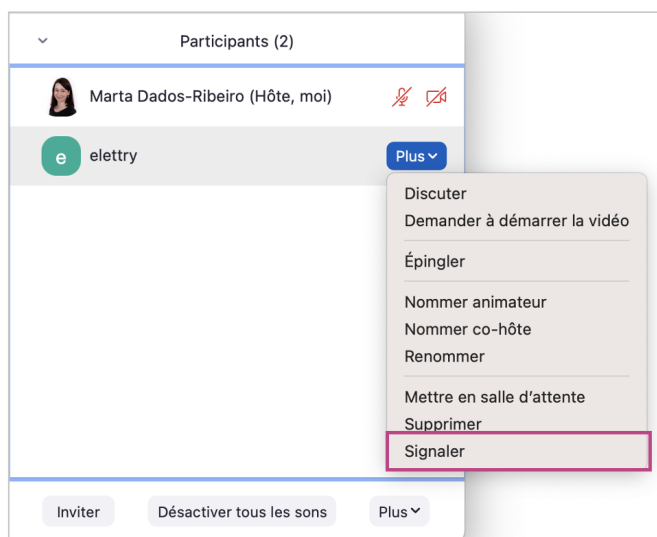 Participants (2)
Marta Dados-Ribeiro (Hôte, moi)
e elettry Plus
Discuter
Demander à démarrer la vidéo
Épingler
Nommer animateur
Nommer co-hôte
Renommer
Mettre en salle d'attente
Supprimer
Signaler
Inviter Désactiver tous les sons Plus